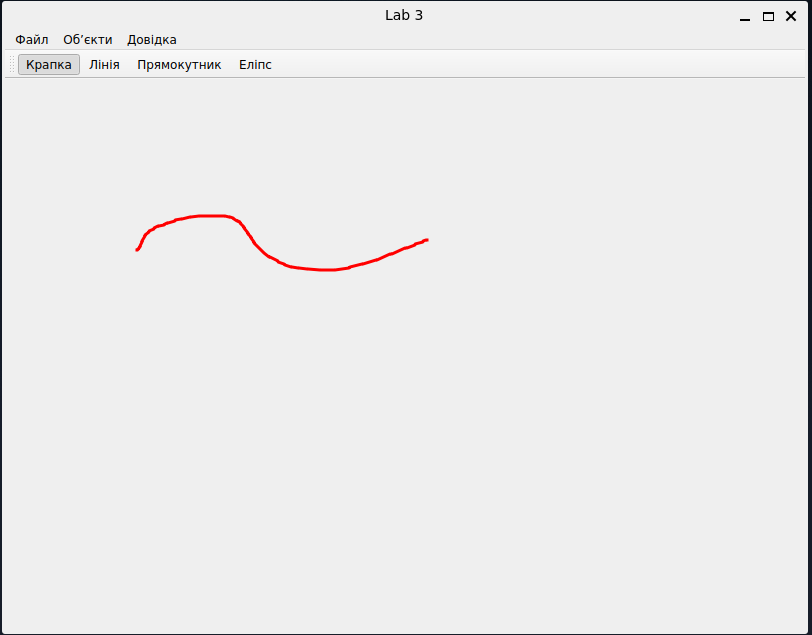 Lab 3
Файл Об’єкти Довідка
Крапка Лінія Прямокутник Еліпс